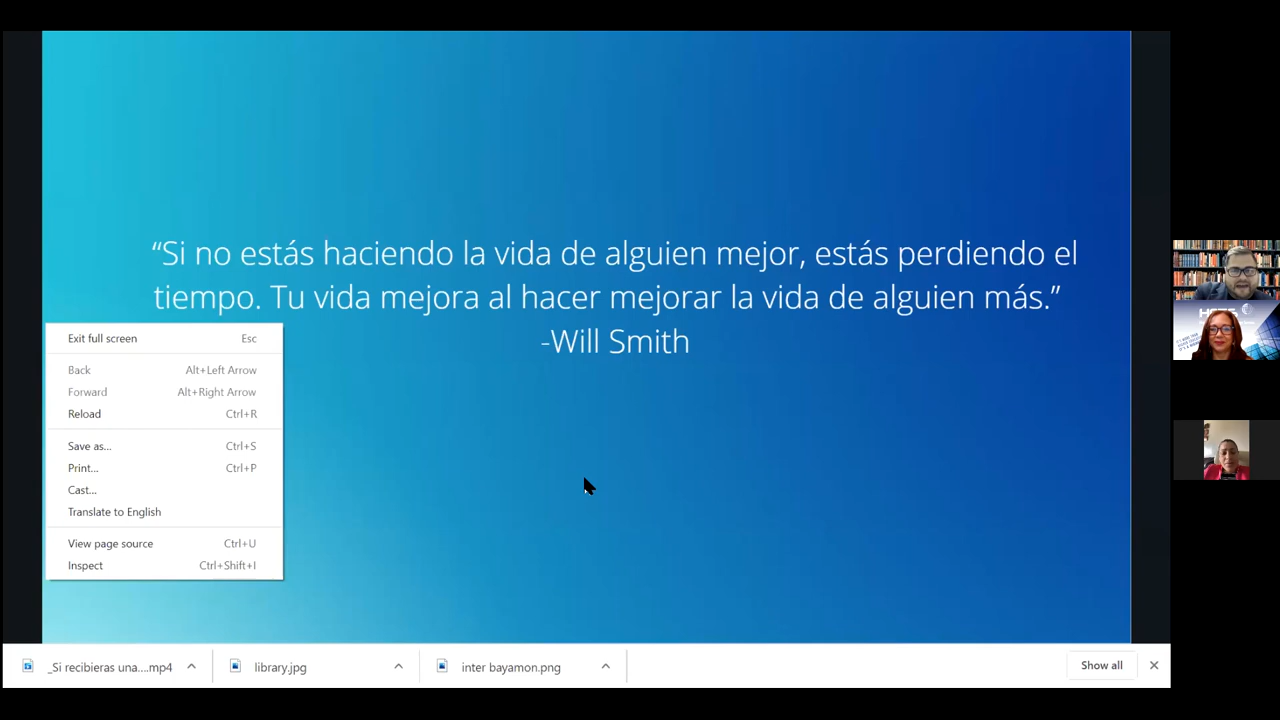 “Si no estás haciendo la vida de alguien mejor, estás perdiendo el
tiempo. Tu vida mejora al hacer mejorar la vida de alguien más.”
-Will Smith
Exit full screen Esc
Back Alt+Left Arrow
Forward Alt+Right Arrow
Reload Ctrl+R
Save as... Ctrl+S
Print... Ctrl+P
Cast...
Translate to English
View page source Ctrl+U
Inspect Ctrl+Shift+I
_Si recibieras una....mp4
library.jpg
inter bayamon.png
Show all